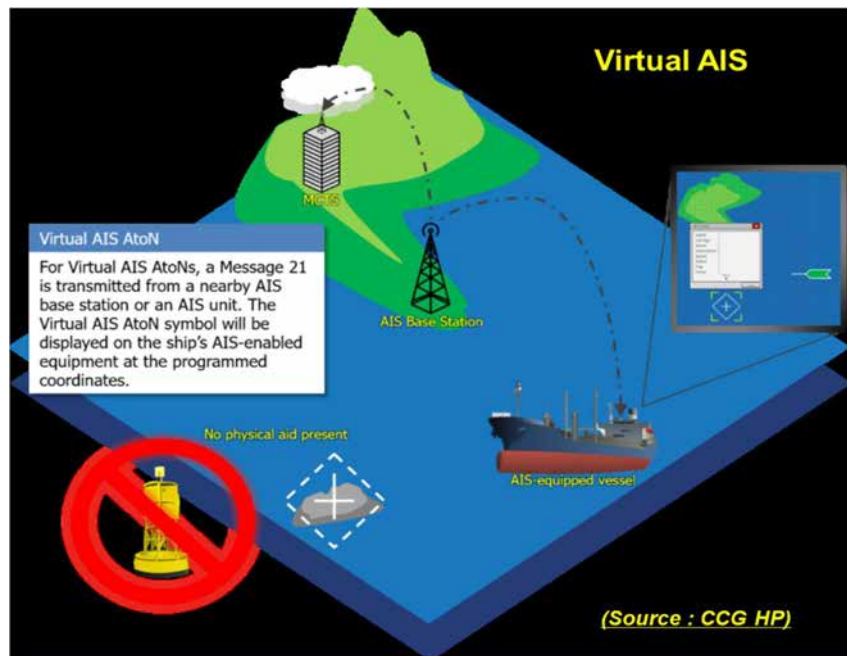 Virtual AIS
MCTS
Virtual AIS AtoN
For Virtual AIS AtoNs, a Message 21
is transmitted from a nearby AIS
base station or an AIS unit. The
Virtual AIS AtoN symbol will be
displayed on the ship's AIS-enabled
equipment at the programmed
coordinates.
AIS Base Station
No physical aid present
AIS-equipped vessel
(Source : CCG HP)